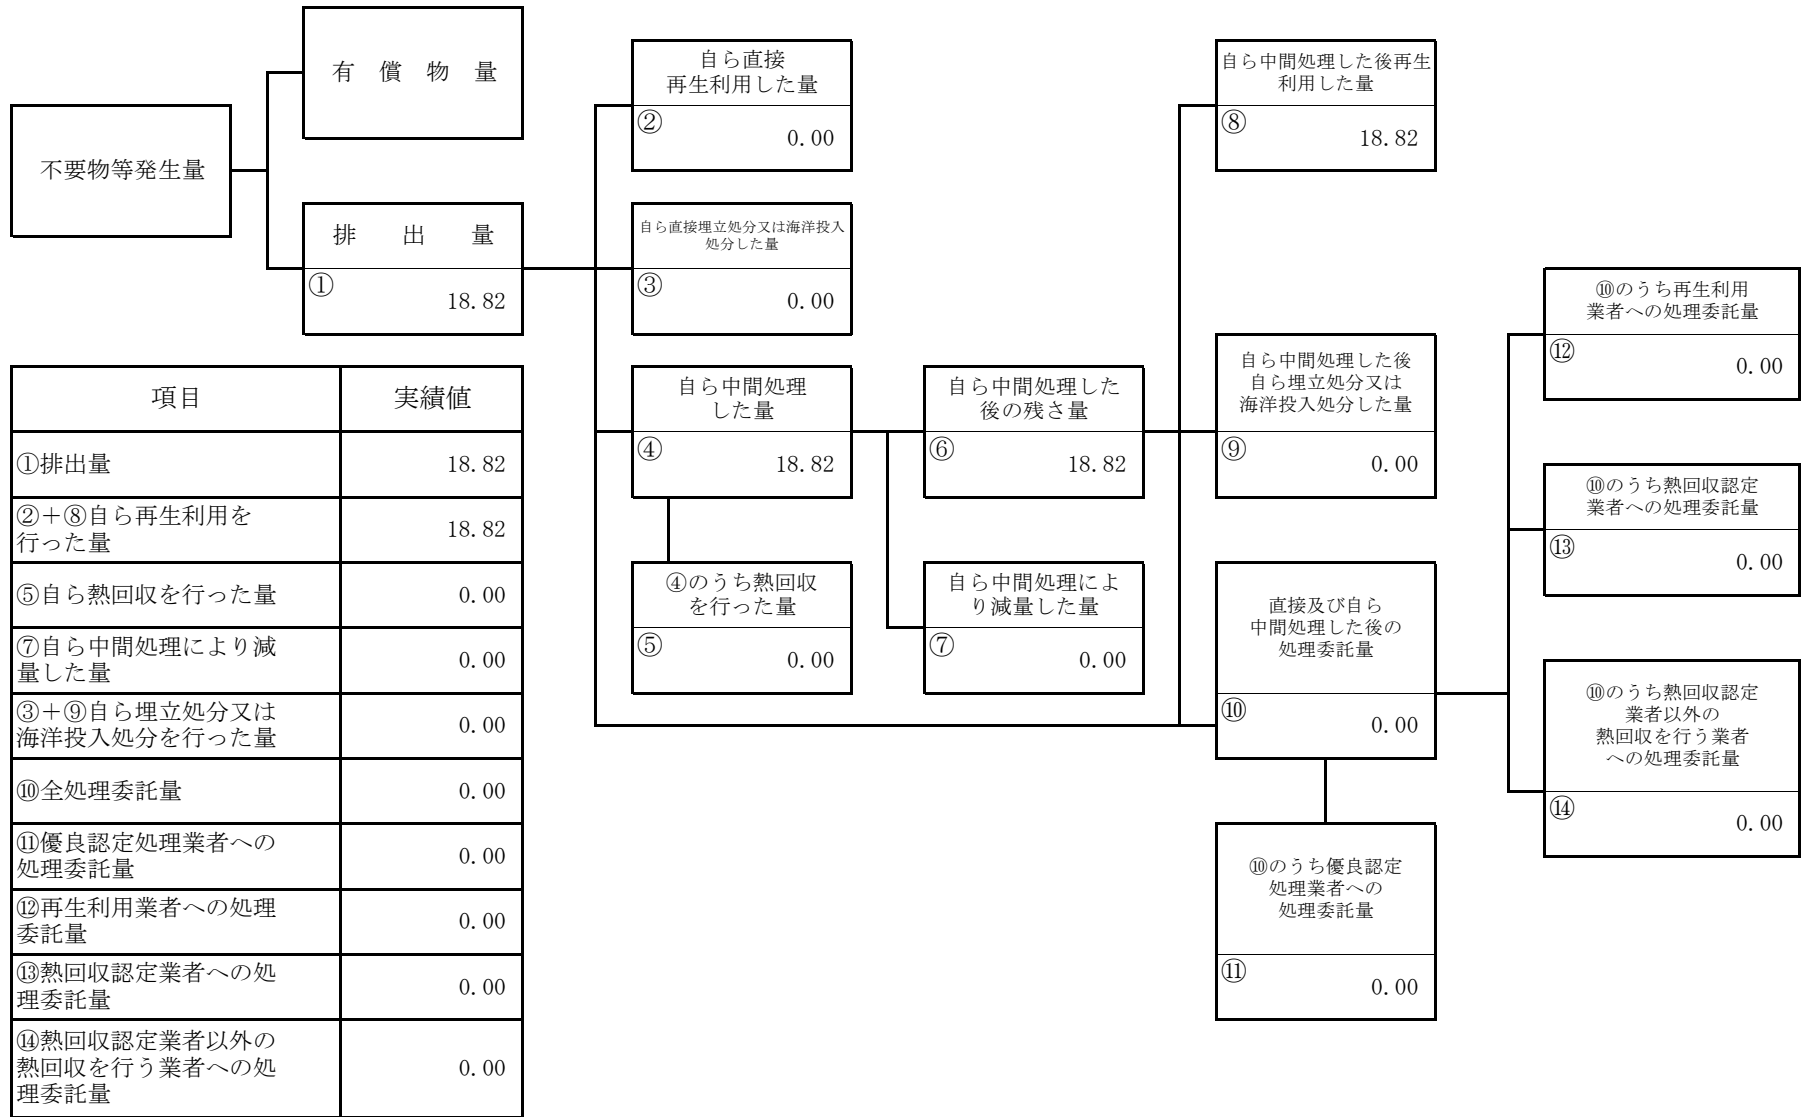 不要物等発生量
有　償　物　量
排　出　量
①
18.82
自ら直接
再生利用した量
②
0.00
自ら直接埋立処分又は海洋投入
処分した量
③
0.00
自ら中間処理
した量
④
18.82
④のうち熱回収
を行った量
⑤
0.00
自ら中間処理した
後の残さ量
⑥
18.82
自ら中間処理によ
り減量した量
⑦
0.00
自ら中間処理した後再生
利用した量
⑧
18.82
自ら中間処理した後
自ら埋立処分又は
海洋投入処分した量
⑨
0.00
直接及び自ら
中間処理した後の
処理委託量
⑩
0.00
⑩のうち優良認定
処理業者への
処理委託量
⑪
0.00
⑩のうち再生利用
業者への処理委託量
⑫
0.00
⑩のうち熱回収認定
業者への処理委託量
⑬
0.00
⑩のうち熱回収認定
業者以外の
熱回収を行う業者
への処理委託量
⑭
0.00
項目 実績値
①排出量 18.82
②＋⑧自ら再生利用を
行った量 18.82
⑤自ら熱回収を行った量 0.00
⑦自ら中間処理により減
量した量 0.00
③＋⑨自ら埋立処分又は
海洋投入処分を行った量 0.00
⑩全処理委託量 0.00
⑪優良認定処理業者への
処理委託量 0.00
⑫再生利用業者への処理
委託量 0.00
⑬熱回収認定業者への処
理委託量 0.00
⑭熱回収認定業者以外の
熱回収を行う業者への処
理委託量 0.00